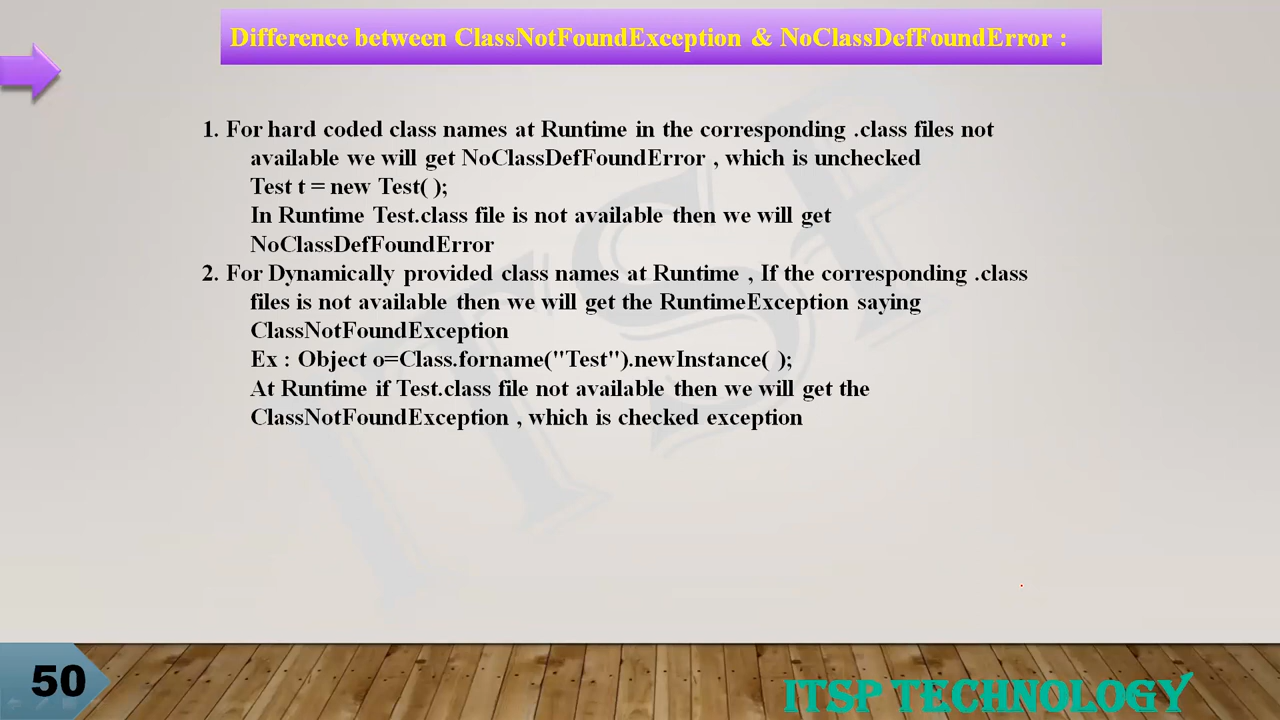 Difference between ClassNotFoundException & NoClassDefFoundError :
1. For hard coded class names at Runtime in the corresponding .class files not
available we will get NoClassDefFoundError , which is unchecked
Test t = new Test( );
In Runtime Test.class file is not available then we will get
NoClassDefFoundError
2. For Dynamically provided class names at Runtime , If the corresponding .class
files is not available then we will get the RuntimeException saying
ClassNotFoundException
Ex : Object o=Class.forname("Test").newInstance( );
At Runtime if Test.class file not available then we will get the
ClassNotFoundException , which is checked exception
ITSP
50
ITSP TECHNOLOGY